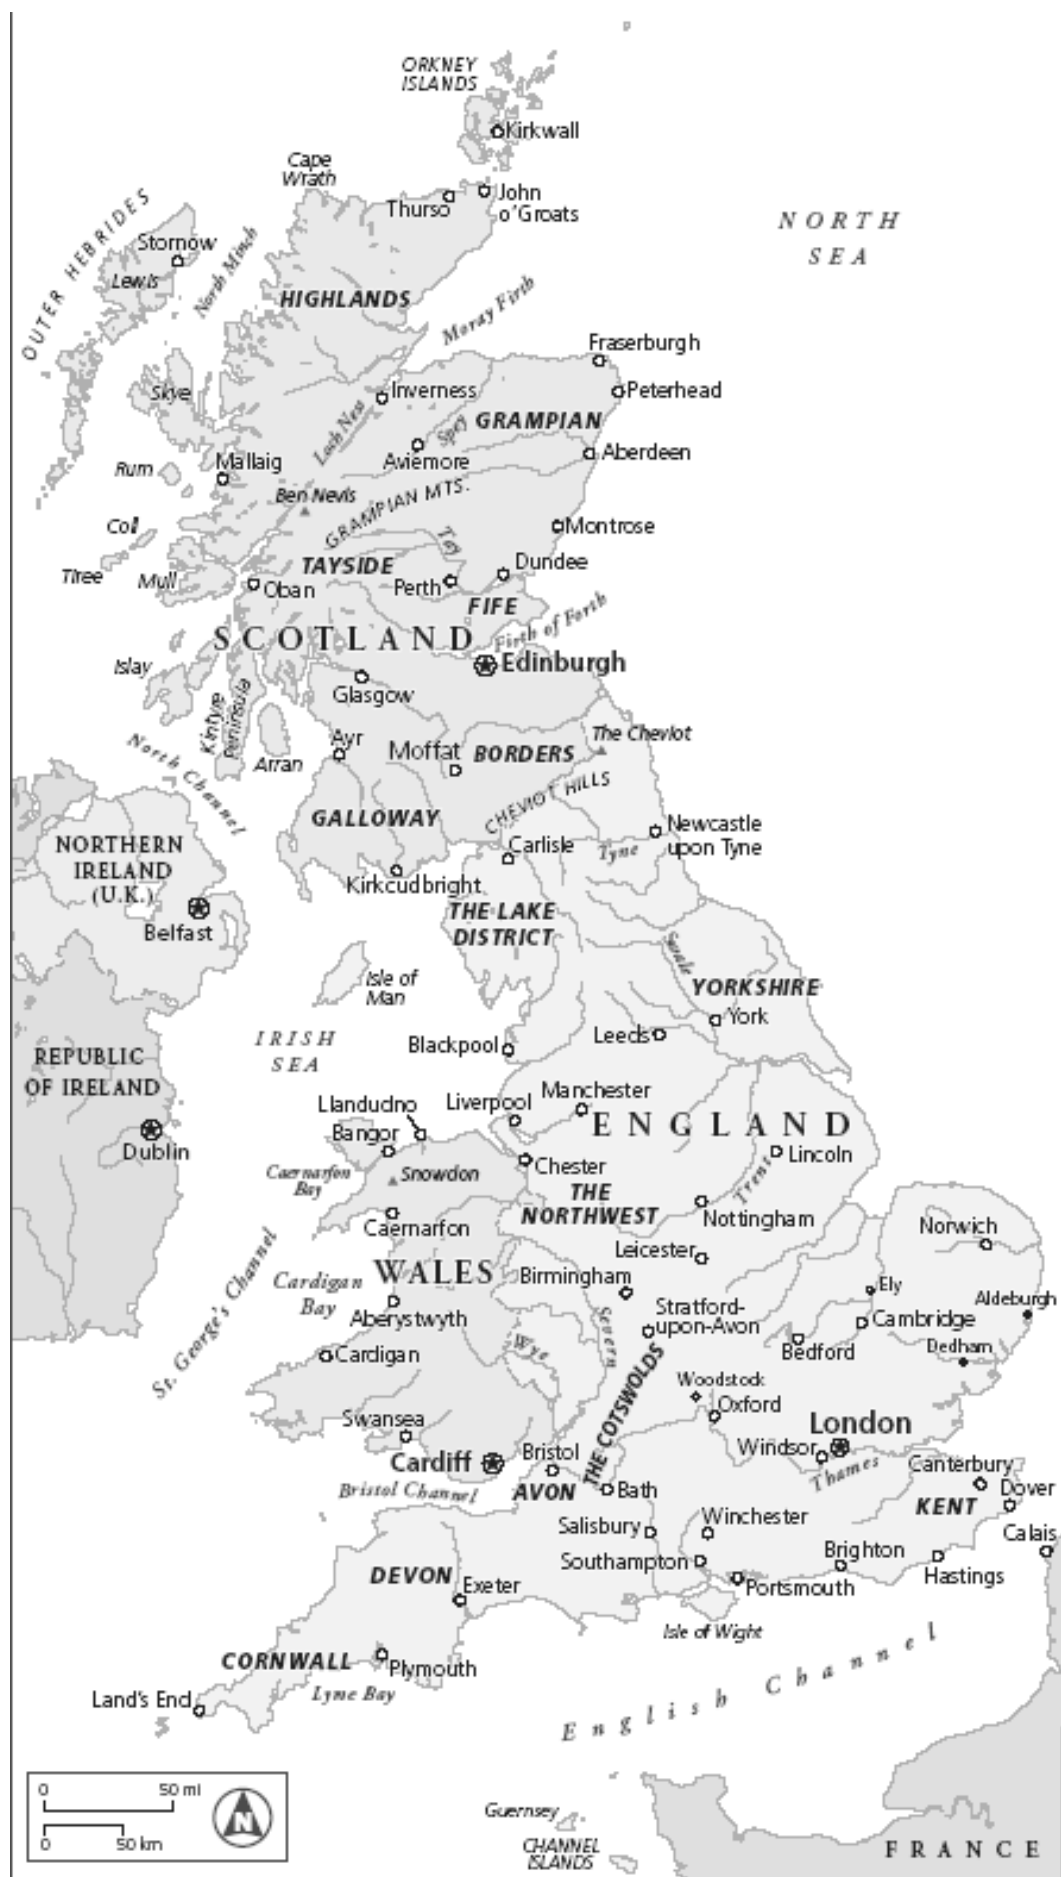 ORKNEY
ISLANDS
Kirkwall
Cape
Wrath
Thurso
John
o'Groats
OUTER HEBRIDES
Stornow
Lewis
North Minch
NORTH
SEA
HIGHLANDS
Moray Firth
Fraserburgh
Skye
Inverness
Peterhead
Loch Ness
Spey
GRAMPIAN
Aviemore
Aberdeen
Rum
Mallaig
Ben Nevis
GRAMPIAN MTS.
Coll
Montrose
Tay
Tiree
Mull
TAYSIDE
Oban
Perth
Dundee
FIFE
Firth of Forth
SCOTLAND
Islay
Edinburgh
Glasgow
Kintyre
Peninsula
Arran
North Channel
Ayr
Moffat
BORDERS
The Cheviot
CHEVIOT HILLS
GALLOWAY
NORTHERN
IRELAND
(U.K.)
Carlisle
Tyne
Newcastle
upon Tyne
Kirkcudbright
Belfast
THE LAKE
DISTRICT
Swale
Isle of
Man
YORKSHIRE
York
IRISH
SEA
Leeds
Blackpool
REPUBLIC
OF IRELAND
Manchester
Liverpool
Llandudno
Bangor
ENGLAND
Dublin
Caernarfon
Bay
Snowdon
Chester
Lincoln
Trent
THE
NORTHWEST
Caernarfon
Nottingham
Norwich
St. George's Channel
Leicester
WALES
Cardigan
Bay
Birmingham
Ely
Aberystwyth
Severn
Stratford-
upon-Avon
Cambridge
Aldeburgh
Wye
Bedford
Dedham
Cardigan
THE COTSWOLDS
Woodstock
Oxford
Swansea
London
Windsor
Thames
Cardiff
Bristol
Canterbury
Bristol Channel
AVON
Bath
KENT
Dover
Salisbury
Winchester
Calais
Southampton
Brighton
Hastings
DEVON
Exeter
Portsmouth
Isle of Wight
CORNWALL
Plymouth
Lyme Bay
Land's End
English Channel
0 50 mi
0 50 km
N
Guernsey
CHANNEL
ISLANDS
FRANCE